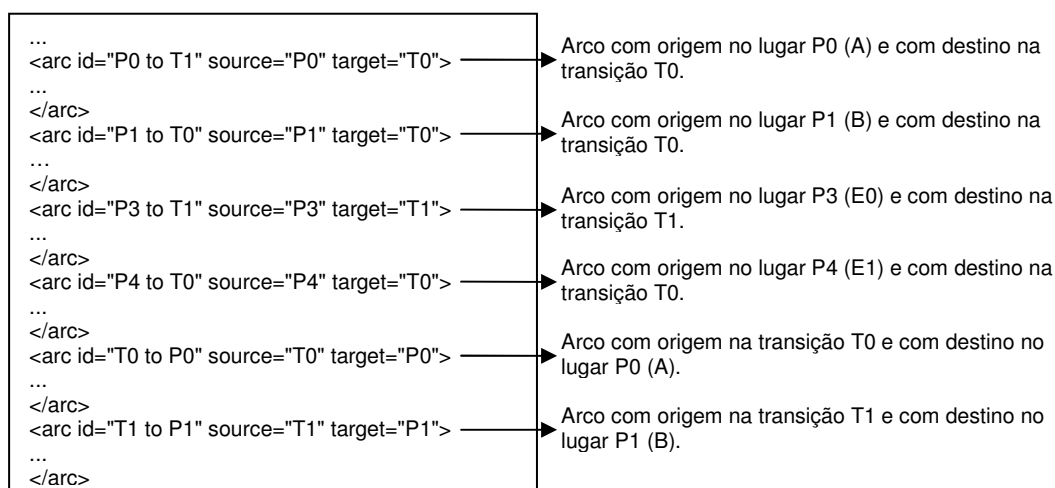 ...
<arc id="P0 to T1" source="P0" target="T0">
Arco com origem no lugar P0 (A) e com destino na
transição T0.
...
</arc>
<arc id="P1 to T0" source="P1" target="T0">
Arco com origem no lugar P1 (B) e com destino na
transição T0.
...
</arc>
<arc id="P3 to T1" source="P3" target="T1">
Arco com origem no lugar P3 (E0) e com destino na
transição T1.
...
</arc>
<arc id="P4 to T0" source="P4" target="T0">
Arco com origem no lugar P4 (E1) e com destino na
transição T0.
...
</arc>
<arc id="T0 to P0" source="T0" target="P0">
Arco com origem na transição T0 e com destino no
lugar P0 (A).
...
</arc>
<arc id="T1 to P1" source="T1" target="P1">
Arco com origem na transição T1 e com destino no
lugar P1 (B).
...
</arc>